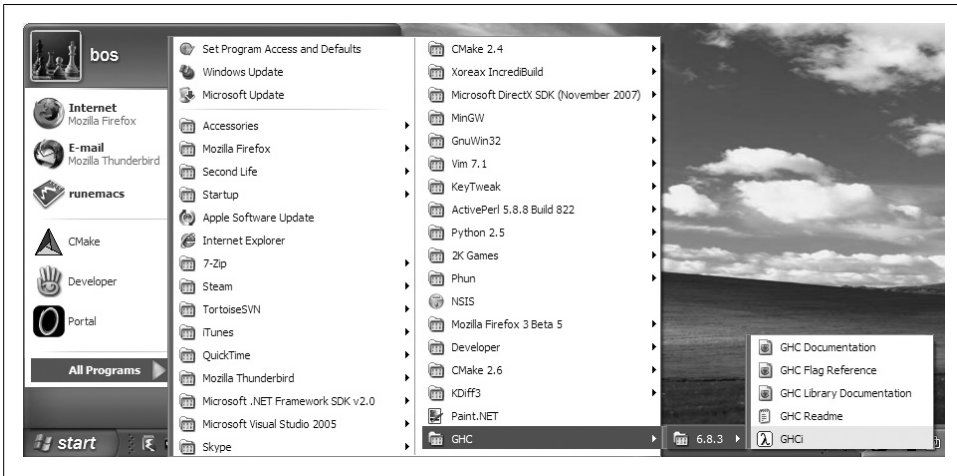 bos
Internet
Mozilla Firefox
E-mail
Mozilla Thunderbird
runemacs
CMake
Developer
Portal
All Programs
start
Set Program Access and Defaults
Windows Update
Microsoft Update
Accessories
Mozilla Firefox
Second Life
Startup
Apple Software Update
Internet Explorer
7-Zip
Steam
TortoiseSVN
iTunes
QuickTime
Mozilla Thunderbird
Microsoft .NET Framework SDK v2.0
Microsoft Visual Studio 2005
Skype
CMake 2.4
Xoreax IncrediBuild
Microsoft DirectX SDK (November 2007)
MinGW
GnuWin32
Vim 7.1
KeyTweak
ActivePerl 5.8.8 Build 822
Python 2.5
2K Games
Phun
NSIS
Mozilla Firefox 3 Beta 5
Developer
CMake 2.6
KDiff3
Paint.NET
GHC
6.8.3
GHC Documentation
GHC Flag Reference
GHC Library Documentation
GHC Readme
λ GHCi